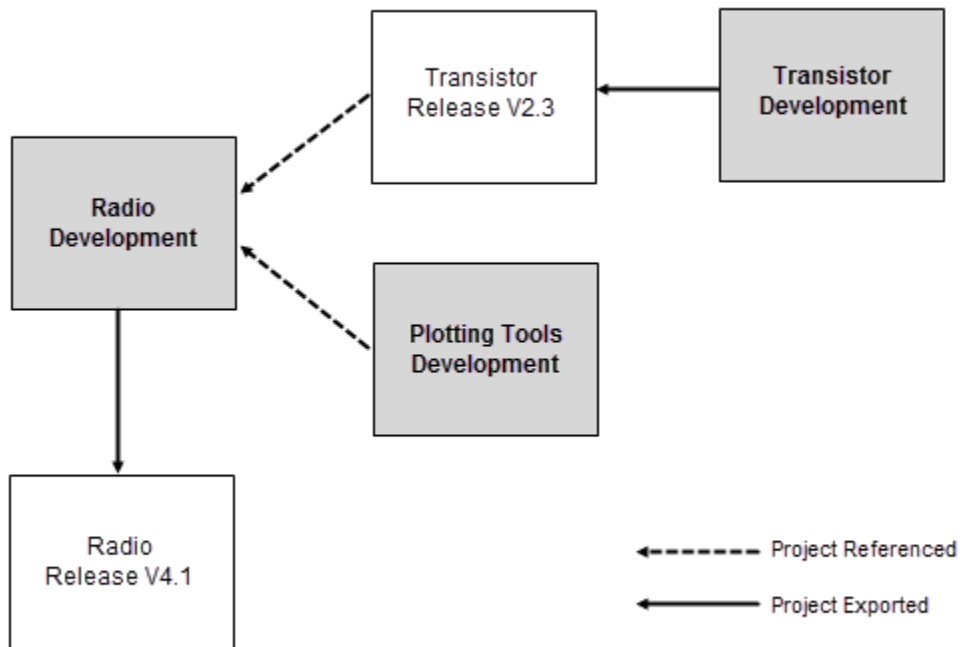 Transistor
Release V2.3
Transistor
Development
Radio
Development
Plotting Tools
Development
Radio
Release V4.1
Project Referenced
Project Exported